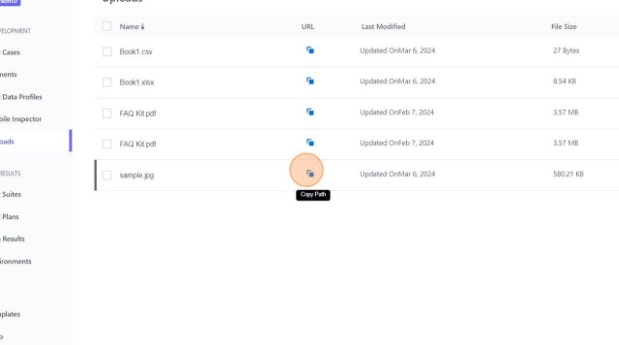 Uploads
Name URL Last Modified File Size
Book1.csv Updated OnMar 6, 2024 27 Bytes
Book1.xlsx Updated OnMar 6, 2024 8.54 KB
FAQ Kit.pdf Updated OnFeb 7, 2024 3.57 MB
FAQ Kit.pdf Updated OnFeb 7, 2024 3.57 MB
sample.jpg Updated OnMar 6, 2024 580.21 KB
Copy Path
VELOPMENT
Cases
ments
Data Profiles
bile Inspector
oads
RESULTS
Suites
Plans
Results
ironments
mplates